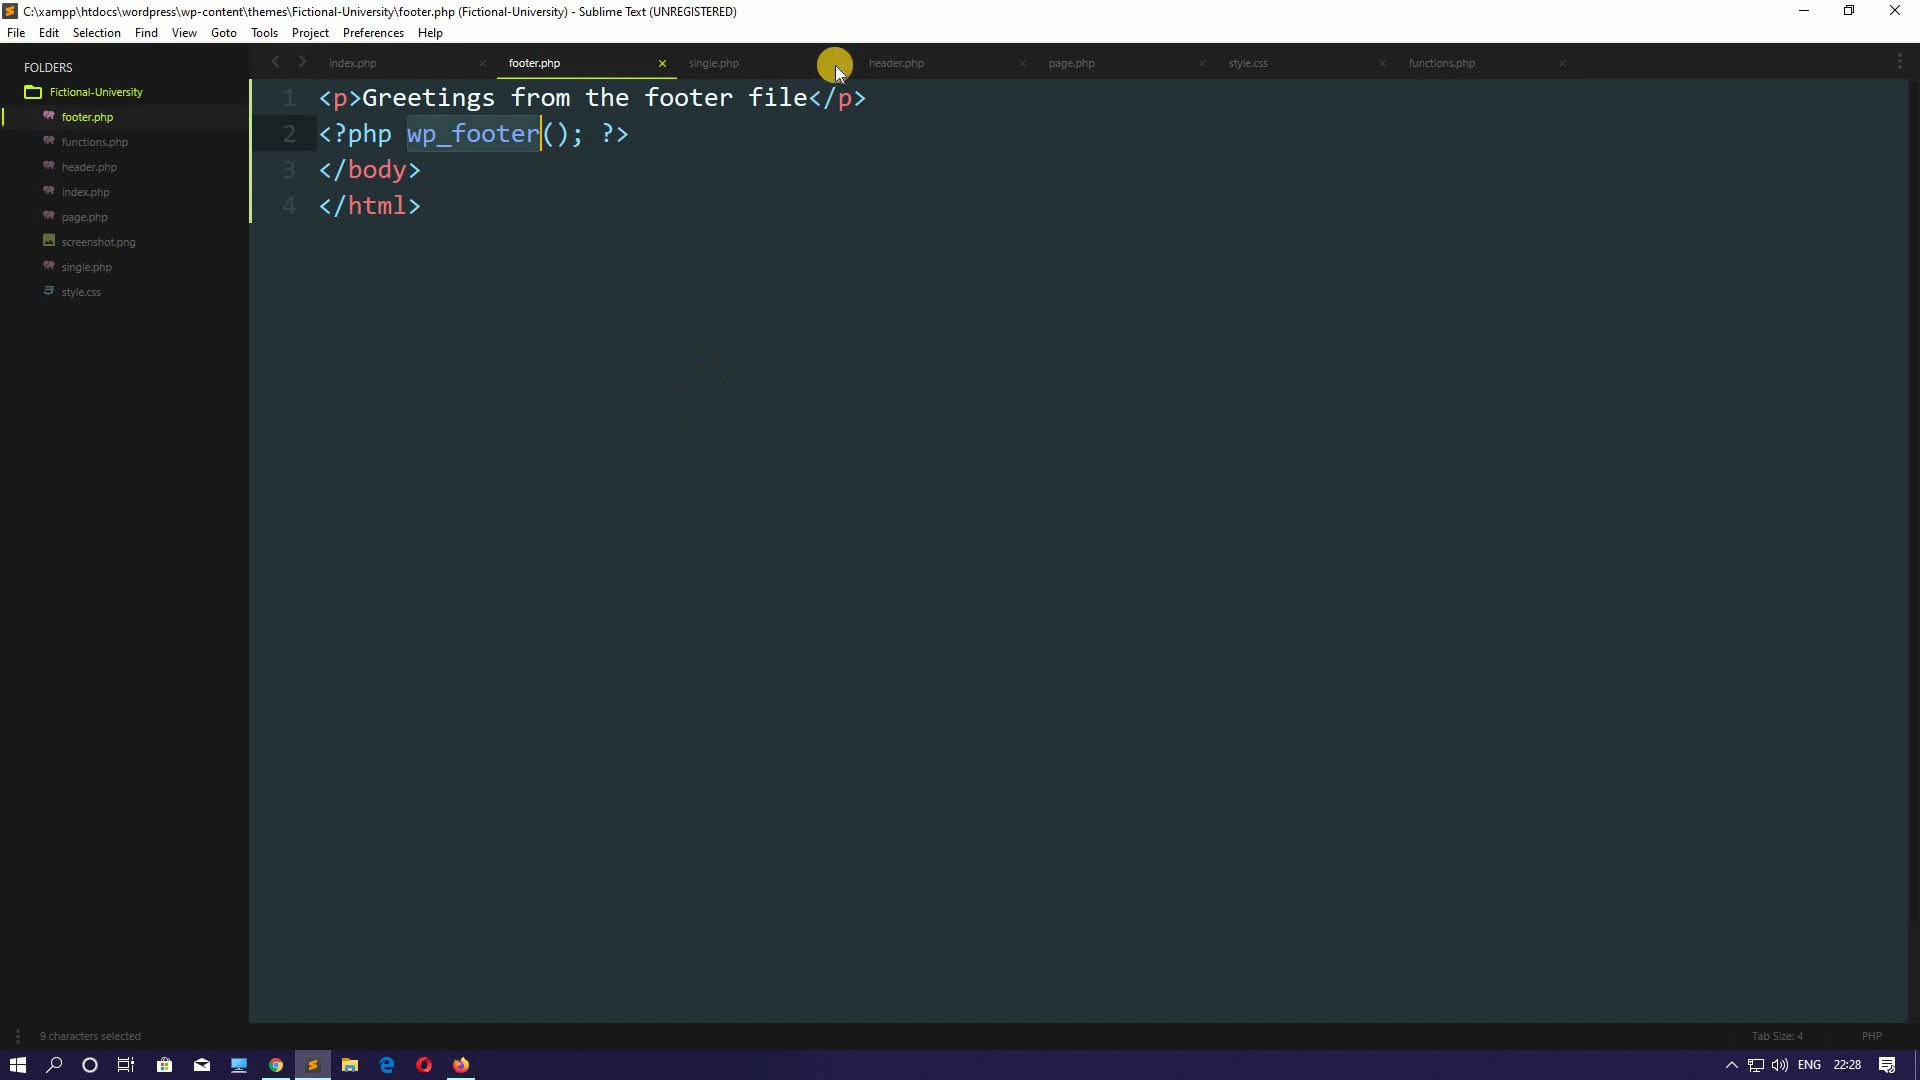 C:\xampp\htdocs\wordpress\wp-content\themes\Fictional-University\footer.php (Fictional-University) - Sublime Text (UNREGISTERED)
File Edit Selection Find View Goto Tools Project Preferences Help
FOLDERS
Fictional-University
footer.php
functions.php
header.php
index.php
page.php
screenshot.png
single.php
style.css
index.php footer.php single.php header.php page.php style.css functions.php
1 <p>Greetings from the footer file</p>
2 <?php wp_footer(); ?>
3 </body>
4 </html>
9 characters selected Tab Size: 4 PHP
ENG 22:28